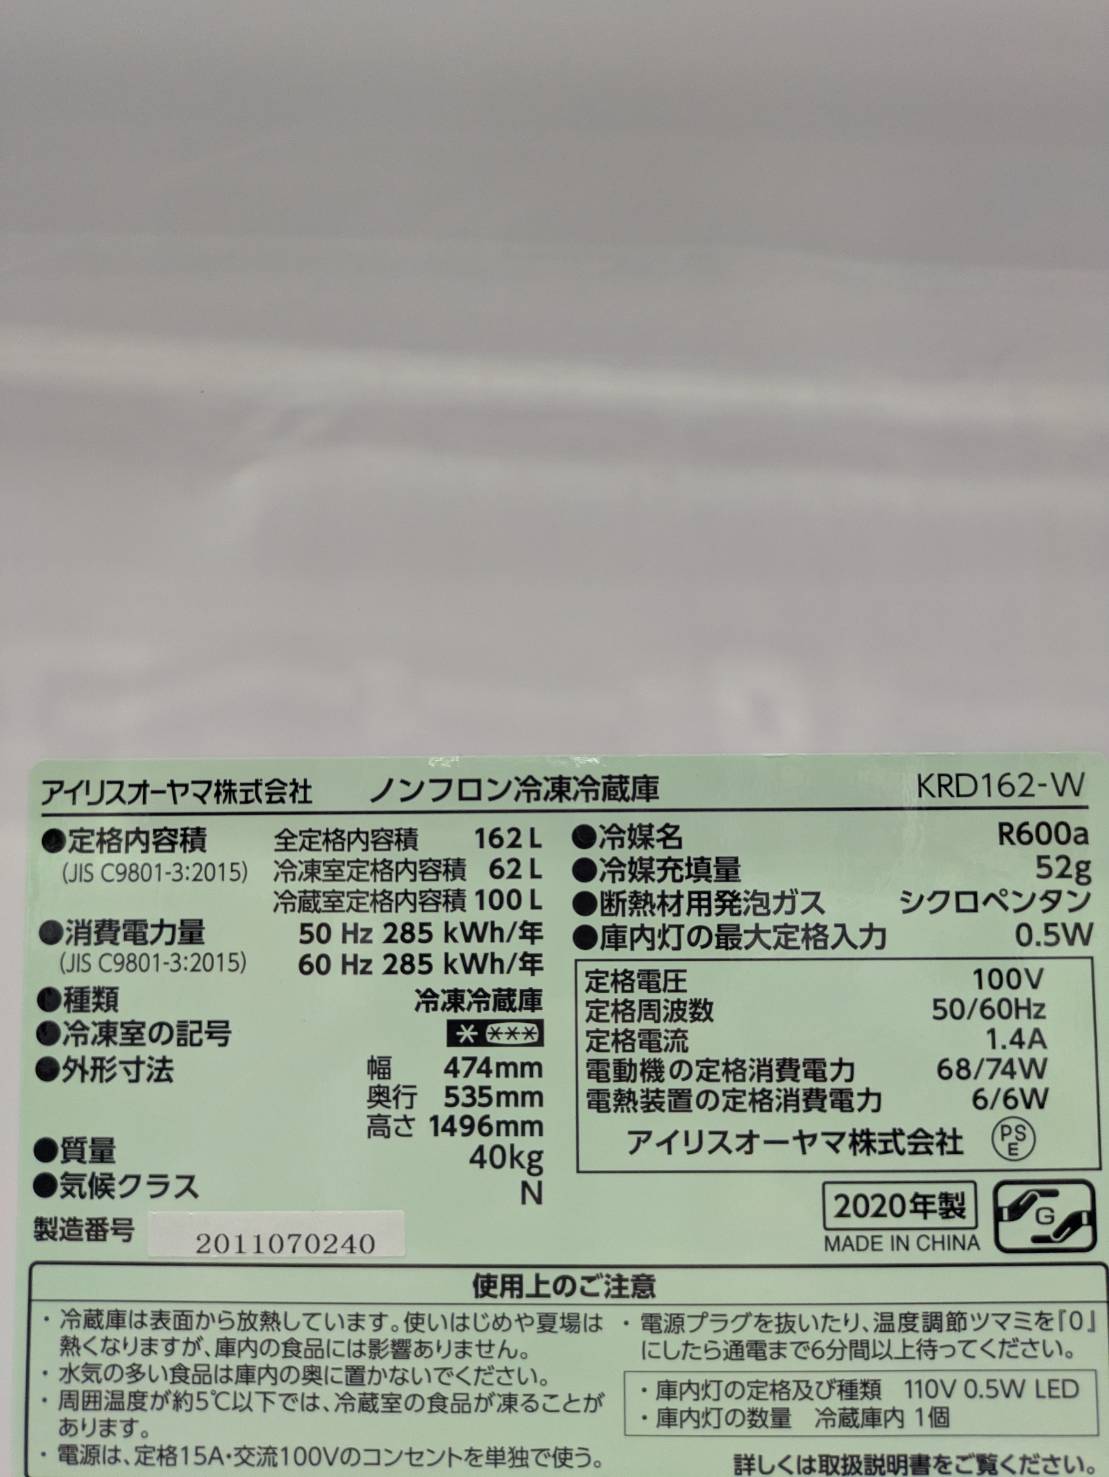 アイリスオーヤマ株式会社 ノンフロン冷凍冷蔵庫 KRD162-W
●定格内容積 全定格内容積 162 L
(JIS C9801-3:2015) 冷凍室定格内容積 62 L
冷蔵室定格内容積 100 L
●消費電力量 50 Hz 285 kWh/年
(JIS C9801-3:2015) 60 Hz 285 kWh/年
●種類 冷凍冷蔵庫
●冷凍室の記号 * ***
●外形寸法 幅 474mm
奥行 535mm
高さ 1496mm
●質量 40kg
●気候クラス N
製造番号 2011070240
●冷媒名 R600a
●冷媒充填量 52g
●断熱材用発泡ガス シクロペンタン
●庫内灯の最大定格入力 0.5W
定格電圧 100V
定格周波数 50/60Hz
定格電流 1.4A
電動機の定格消費電力 68/74W
電熱装置の定格消費電力 6/6W
アイリスオーヤマ株式会社 PS E
2020年製
MADE IN CHINA
G
使用上のご注意
・冷蔵庫は表面から放熱しています。使いはじめや夏場は
熱くなりますが、庫内の食品には影響ありません。
・水気の多い食品は庫内の奥に置かないでください。
・周囲温度が約5℃以下では、冷蔵室の食品が凍ることが
あります。
・電源は、定格15A・交流100Vのコンセントを単独で使う。
・電源プラグを抜いたり、温度調節ツマミを『0』
にしたら通電まで6分間以上待ってください。
・庫内灯の定格及び種類 110V 0.5W LED
・庫内灯の数量 冷蔵庫内 1個
詳しくは取扱説明書をご覧ください。